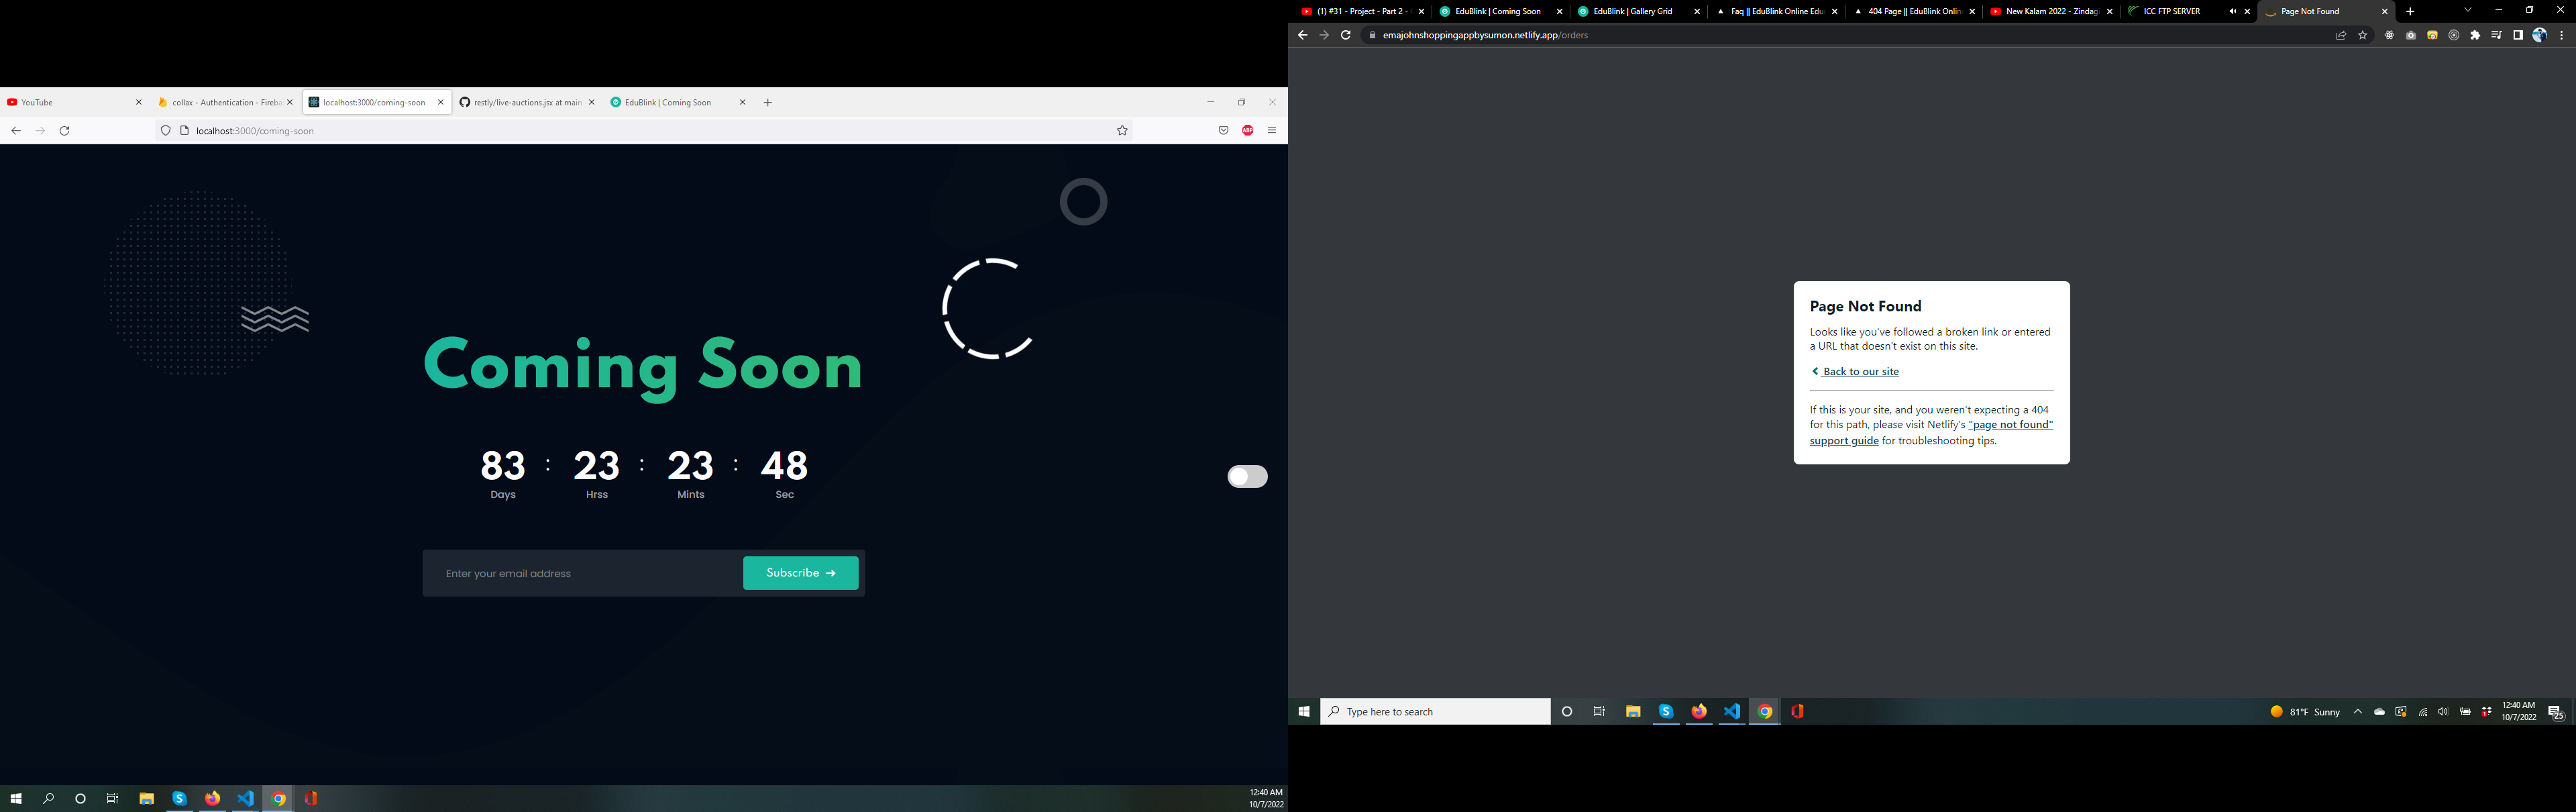 YouTube
collax - Authentication - Fireba
localhost:3000/coming-soon
restly/live-auctions.jsx at main
EduBlink | Coming Soon
localhost:3000/coming-soon
ABP
Coming Soon
83 : 23 : 23 : 48
Days Hrss Mints Sec
Enter your email address
Subscribe
12:40 AM
10/7/2022
(1) #31 - Project - Part 2 -
EduBlink | Coming Soon
EduBlink | Gallery Grid
Faq || EduBlink Online Edu
404 Page || EduBlink Onlin
New Kalam 2022 - Zindag
ICC FTP SERVER
Page Not Found
emajohnshoppingappbysumon.netlify.app/orders
Page Not Found
Looks like you've followed a broken link or entered
a URL that doesn't exist on this site.
Back to our site
If this is your site, and you weren't expecting a 404
for this path, please visit Netlify's "page not found"
support guide for troubleshooting tips.
Type here to search
81°F Sunny
12:40 AM
10/7/2022
25